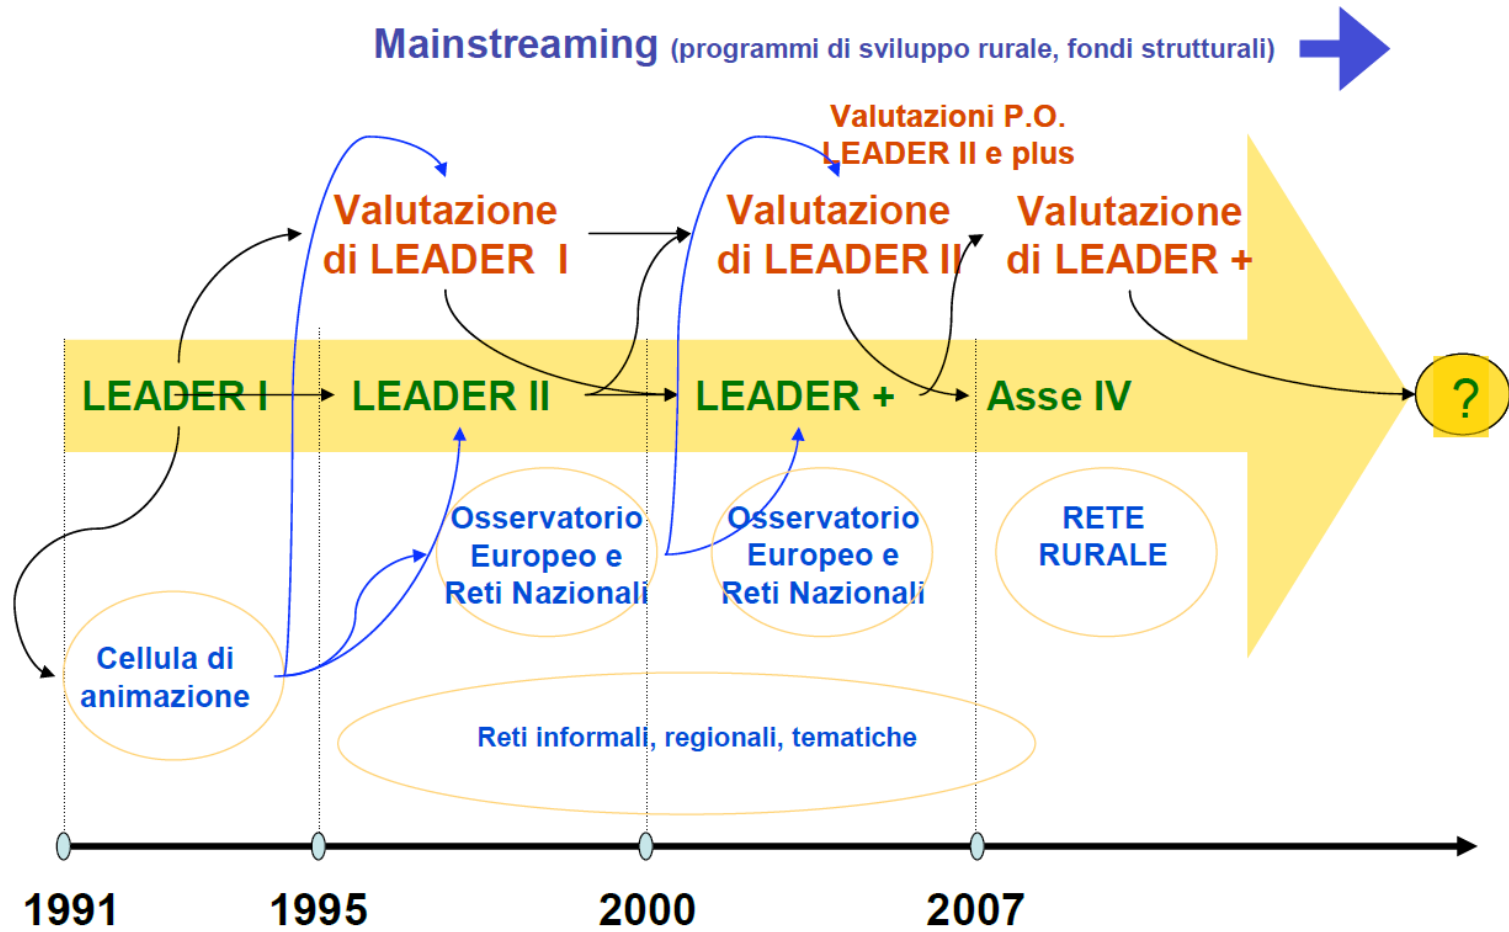 Mainstreaming (programmi di sviluppo rurale, fondi strutturali)
Valutazioni P.O.
LEADER II e plus
Valutazione
di LEADER I
Valutazione
di LEADER II
Valutazione
di LEADER +
LEADER I
LEADER II
LEADER +
Asse IV
?
Osservatorio
Europeo e
Reti Nazionali
Osservatorio
Europeo e
Reti Nazionali
RETE
RURALE
Cellula di
animazione
Reti informali, regionali, tematiche
1991
1995
2000
2007